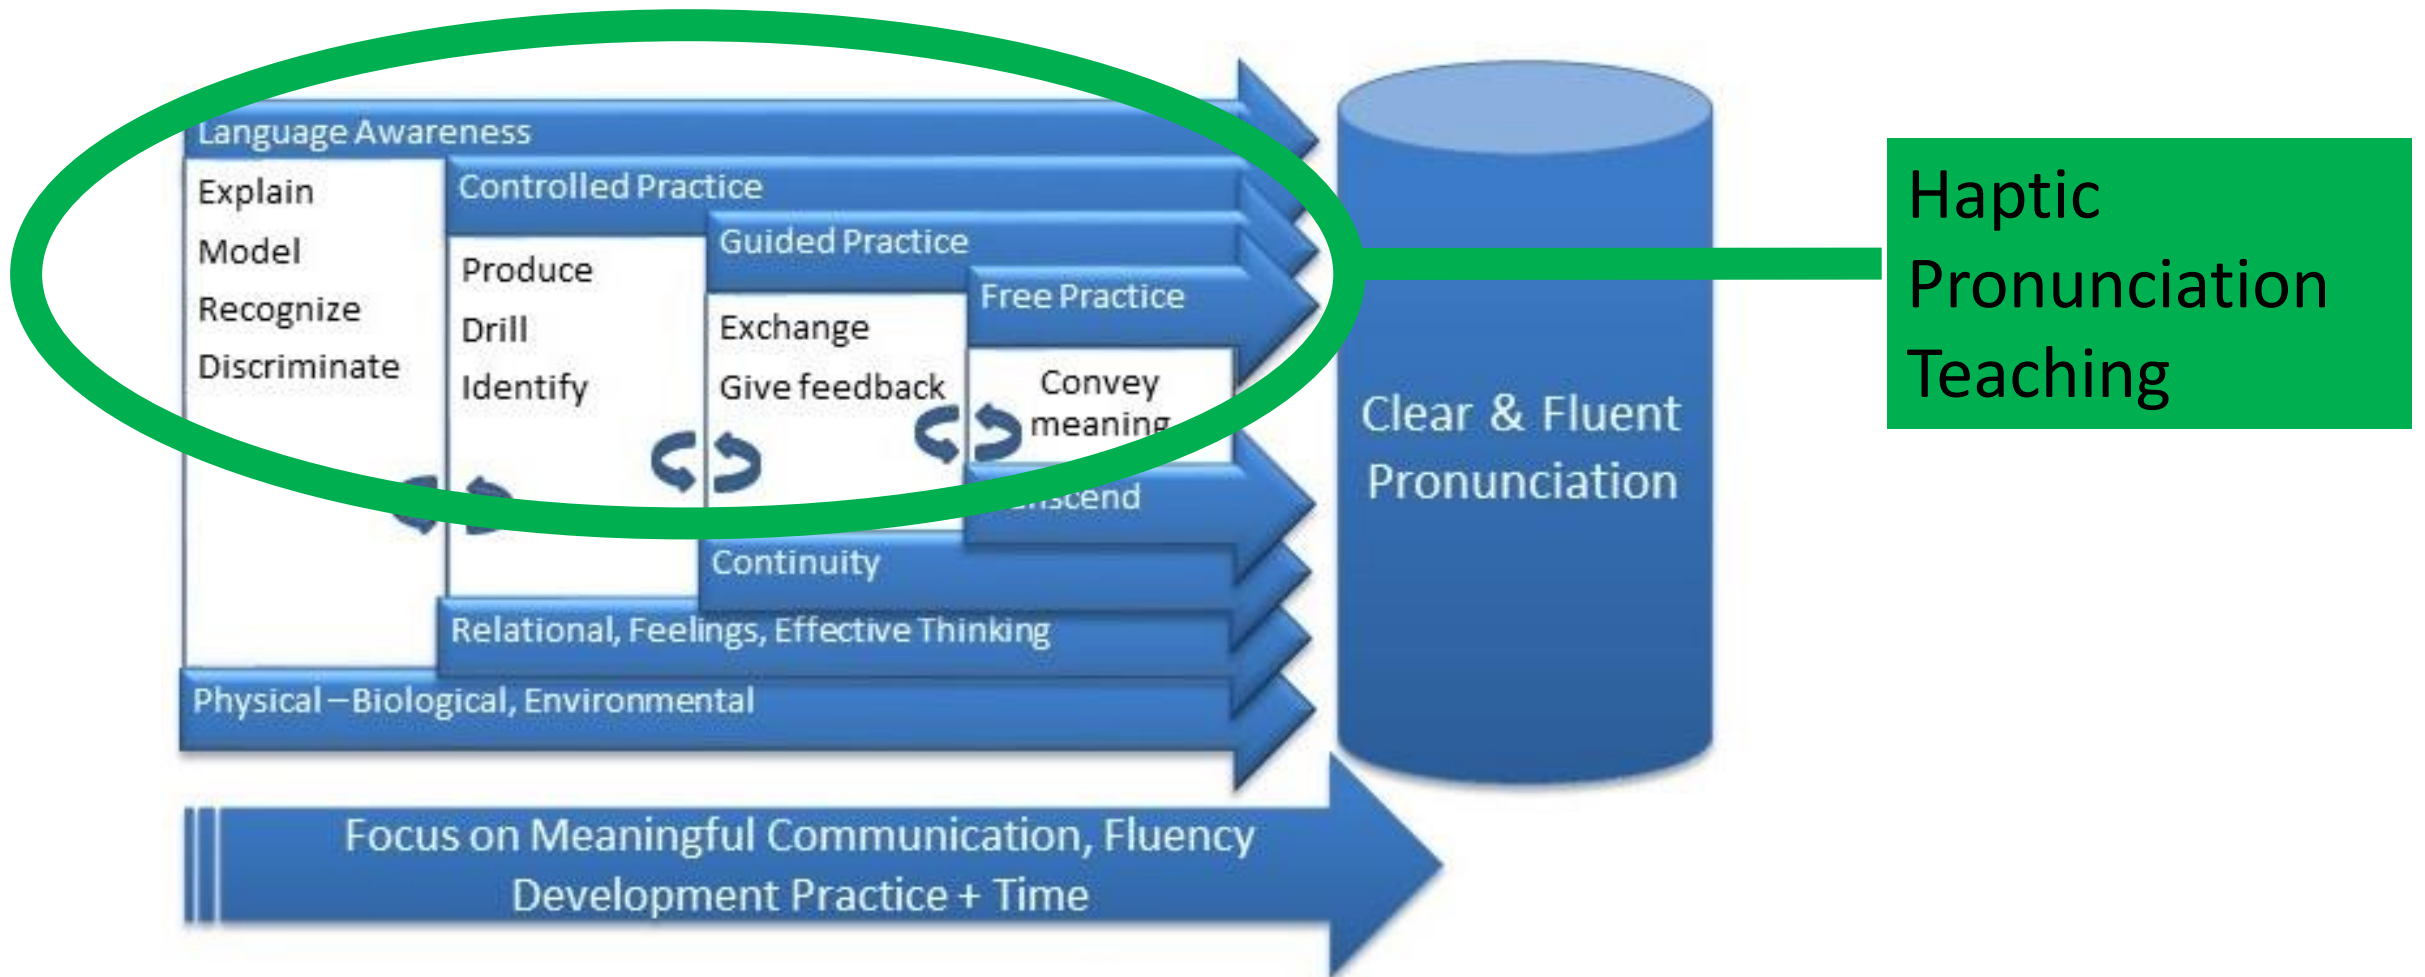 Language Awareness
Explain
Model
Recognize
Discriminate
Controlled Practice
Produce
Drill
Identify
Guided Practice
Exchange
Give feedback
Free Practice
Convey
meaning
Continuity
Relational, Feelings, Effective Thinking
Physical – Biological, Environmental
Focus on Meaningful Communication, Fluency
Development Practice + Time
Clear & Fluent
Pronunciation
Haptic
Pronunciation
Teaching